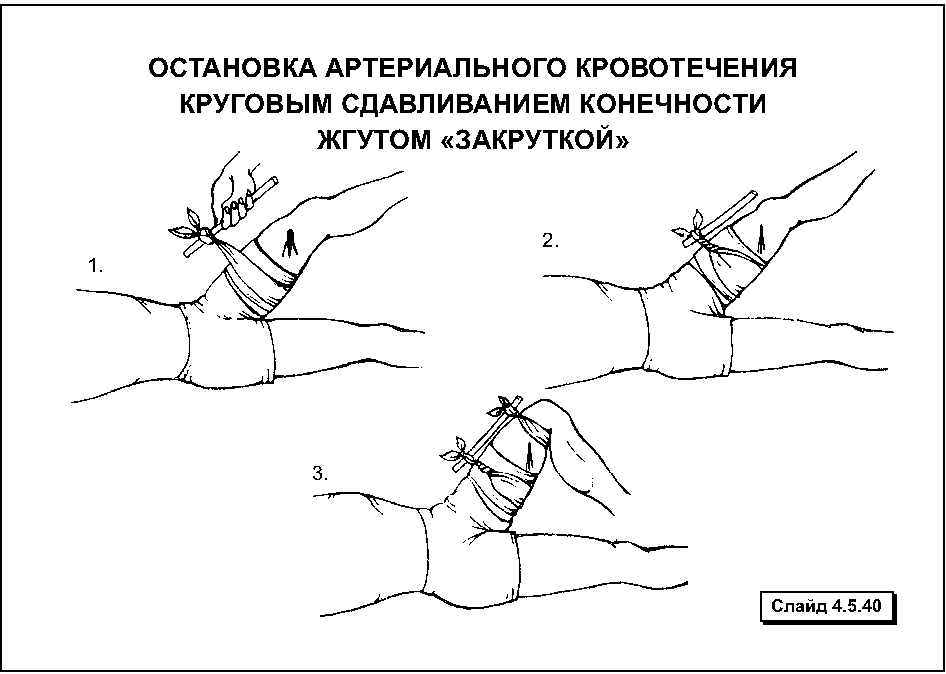 ОСТАНОВКА АРТЕРИАЛЬНОГО КРОВОТЕЧЕНИЯ
КРУГОВЫМ СДАВЛИВАНИЕМ КОНЕЧНОСТИ
ЖГУТОМ «ЗАКРУТКОЙ»
1.
2.
3.
Слайд 4.5.40